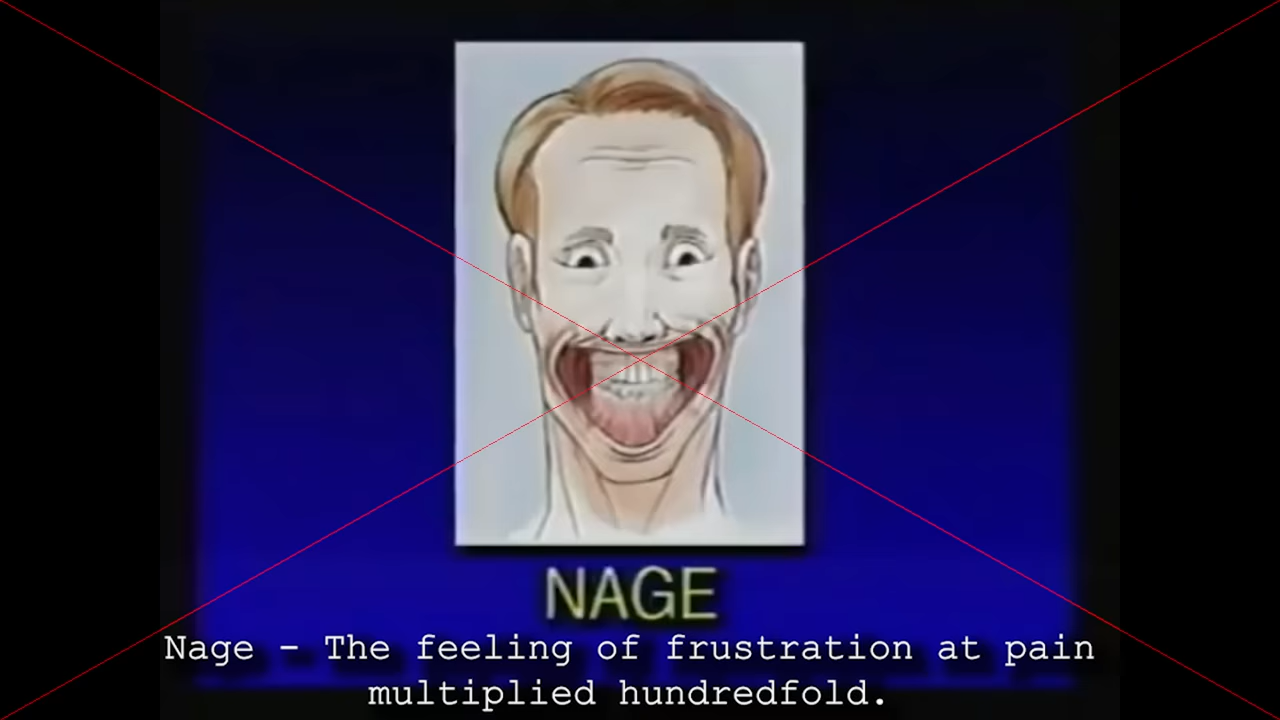 NAGE
Nage - The feeling of frustration at pain
multiplied hundredfold.